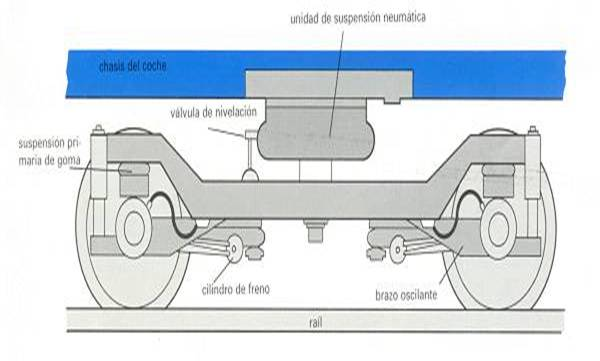 unidad de suspensión neumática
chasis del coche
válvula de nivelación
suspensión pri-
maria de goma
cilindro de freno
brazo oscilante
raíl